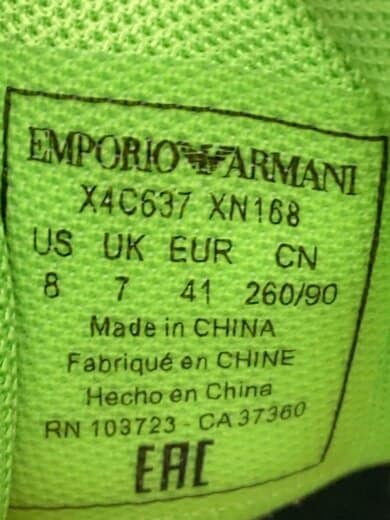 EMPORIO ARMANI
X4C637 XN168
US UK EUR CN
8 7 41 260/90
Made in CHINA
Fabriqué en CHINE
Hecho en China
RN 103723 - CA 37360
EAC